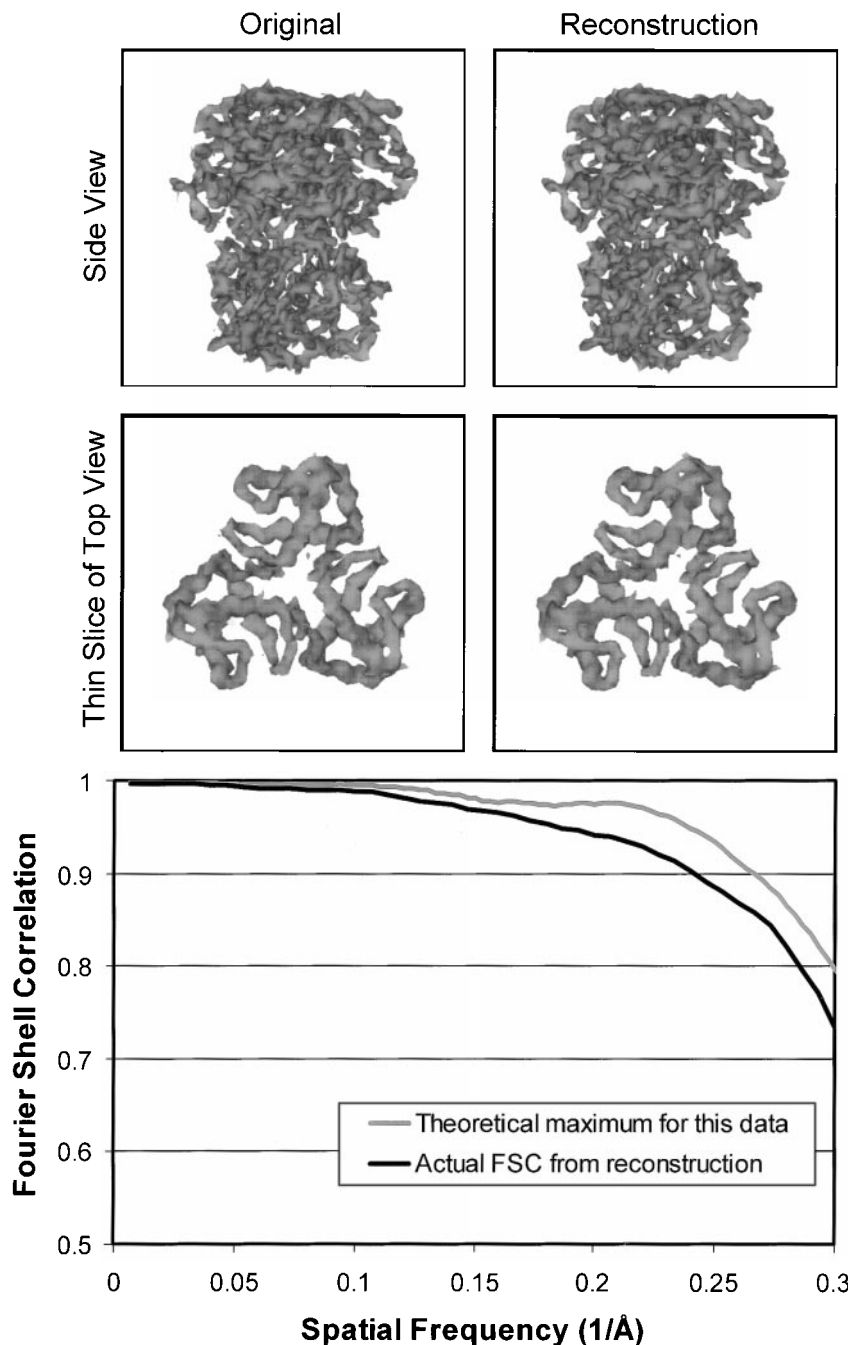 Original
Reconstruction
Side View
Thin Slice of Top View
1
0.9
0.8
0.7
0.6
0.5
Fourier Shell Correlation
Theoretical maximum for this data
Actual FSC from reconstruction
0
0.05
0.1
0.15
0.2
0.25
0.3
Spatial Frequency (1/Å)